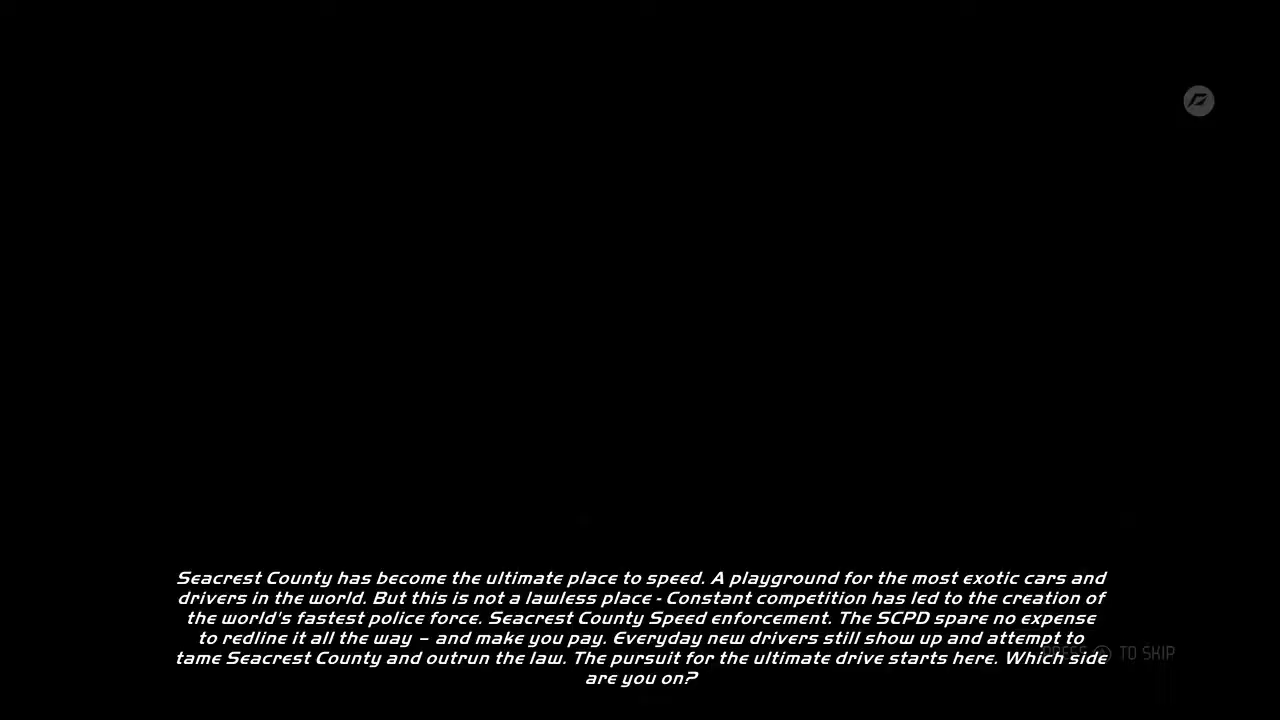 Seacrest County has become the ultimate place to speed. A playground for the most exotic cars and
drivers in the world. But this is not a lawless place - Constant competition has led to the creation of
the world's fastest police force. Seacrest County Speed enforcement. The SCPD spare no expense
to redline it all the way – and make you pay. Everyday new drivers still show up and attempt to
tame Seacrest County and outrun the law. The pursuit for the ultimate drive starts here. Which side
are you on?
PRESS TO SKIP